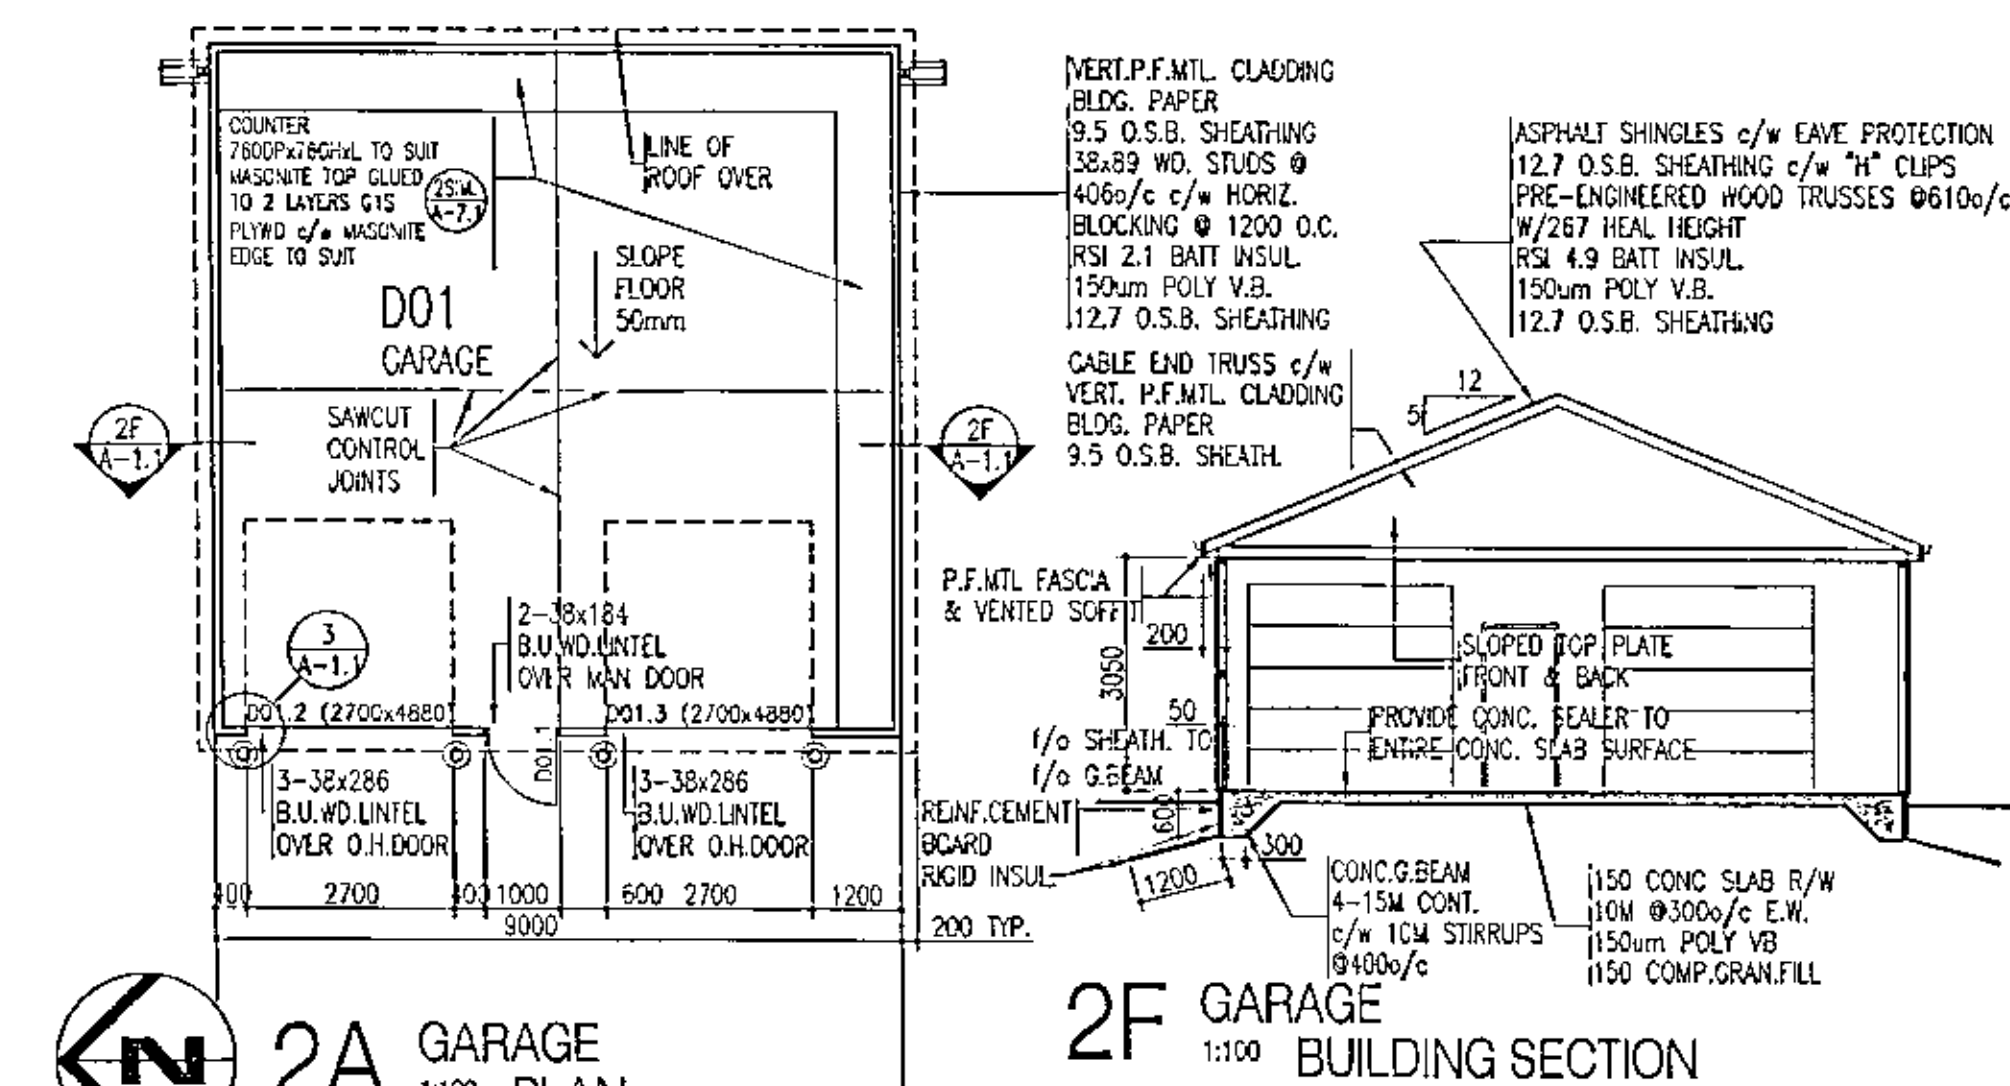 COUNTER
760DPx760HxL TO SUIT
MASONITE TOP GLUED
TO 2 LAYERS G1S
PLYWD c/w MASONITE
EDGE TO SUIT
2SIM.
A-7.1
LINE OF
ROOF OVER
SLOPE
FLOOR
50mm
D01
GARAGE
SAWCUT
CONTROL
JOINTS
2F
A-1.1
2F
A-1.1
3
A-1.1
2-38x184
B.U.WD.LINTEL
OVER MAN DOOR
D01.2 (2700x4880)
D01.3 (2700x4880)
D01.1
3-38x286
B.U.WD.LINTEL
OVER O.H.DOOR
3-38x286
B.U.WD.LINTEL
OVER O.H.DOOR
400 2700 400 1000 600 2700 1200
9000
200 TYP.
N
2A GARAGE
1:100 PLAN
VERT.P.F.MTL. CLADDING
BLDG. PAPER
9.5 O.S.B. SHEATHING
38x89 WD. STUDS @
406o/c c/w HORIZ.
BLOCKING @ 1200 O.C.
RSI 2.1 BATT INSUL.
150um POLY V.B.
12.7 O.S.B. SHEATHING
GABLE END TRUSS c/w
VERT. P.F.MTL. CLADDING
BLDG. PAPER
9.5 O.S.B. SHEATH.
ASPHALT SHINGLES c/w EAVE PROTECTION
12.7 O.S.B. SHEATHING c/w "H" CLIPS
PRE-ENGINEERED WOOD TRUSSES @610o/c
W/267 HEAL HEIGHT
RSI 4.9 BATT INSUL.
150um POLY V.B.
12.7 O.S.B. SHEATHING
12
5
P.F.MTL FASCIA
& VENTED SOFFIT
200
3050
50
f/o SHEATH. TO
f/o G.BEAM
SLOPED TOP PLATE
FRONT & BACK
PROVIDE CONC. SEALER TO
ENTIRE CONC. SLAB SURFACE
REINF.CEMENT
BOARD
RIGID INSUL.
600
300
1200
CONC.G.BEAM
4-15M CONT.
c/w 10M STIRRUPS
@400o/c
150 CONC SLAB R/W
10M @300o/c E.W.
150um POLY VB
150 COMP.GRAN.FILL
2F GARAGE
1:100 BUILDING SECTION